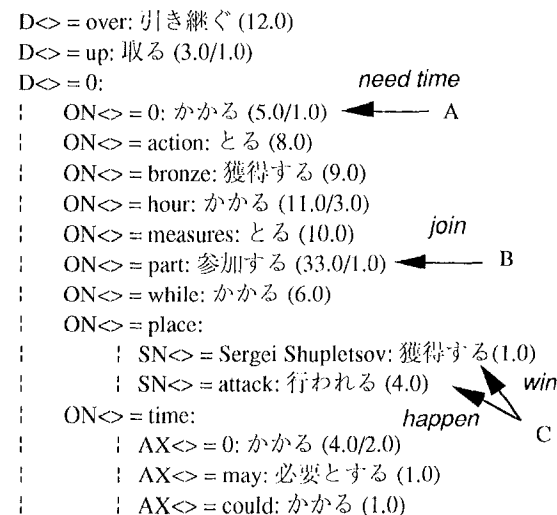 D<> = over: 引き継ぐ (12.0)
D<> = up: 取る (3.0/1.0)
D<> = 0:
need time
¦ ON<> = 0: かかる (5.0/1.0) A
¦ ON<> = action: とる (8.0)
¦ ON<> = bronze: 獲得する (9.0)
¦ ON<> = hour: かかる (11.0/3.0)
¦ ON<> = measures: とる (10.0)
join
¦ ON<> = part: 参加する (33.0/1.0) B
¦ ON<> = while: かかる (6.0)
¦ ON<> = place:
¦ ¦ SN<> = Sergei Shupletsov: 獲得する(1.0)
¦ ¦ SN<> = attack: 行われる (4.0) win
¦ ON<> = time: happen C
¦ ¦ AX<> = 0: かかる (4.0/2.0)
¦ ¦ AX<> = may: 必要とする (1.0)
¦ ¦ AX<> = could: かかる (1.0)